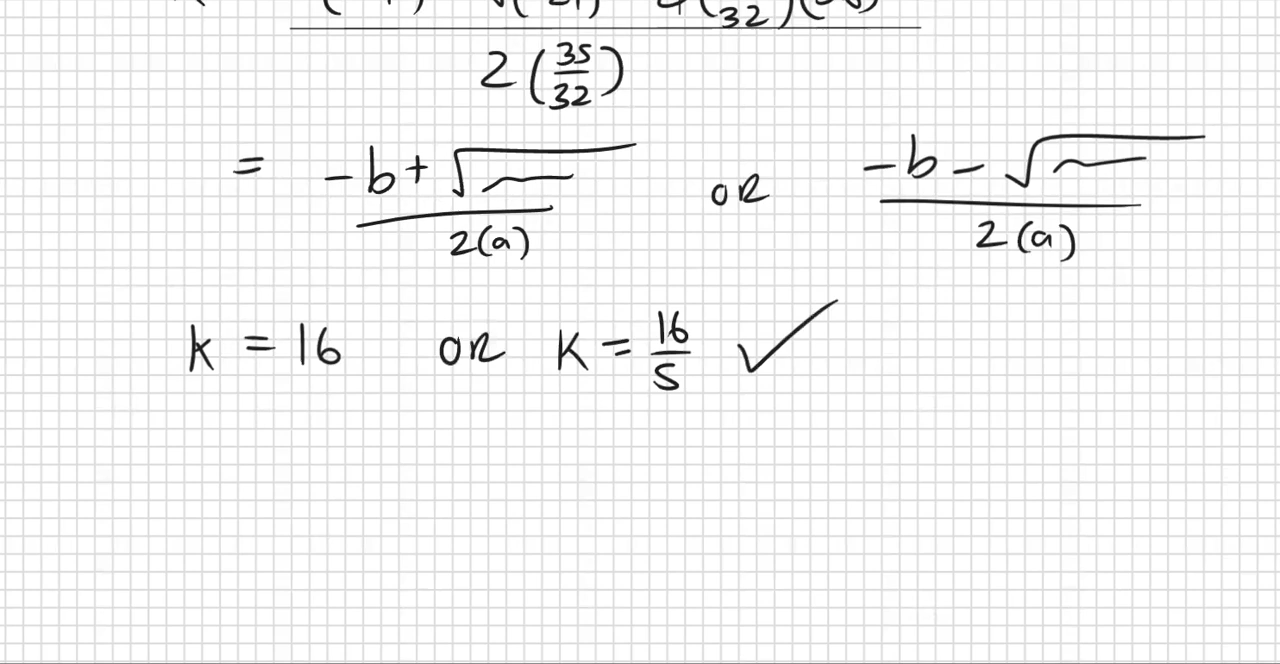 2(35/32)
= -b+√ / 2(a) OR -b-√ / 2(a)
k = 16 OR k = 16/5 ✓